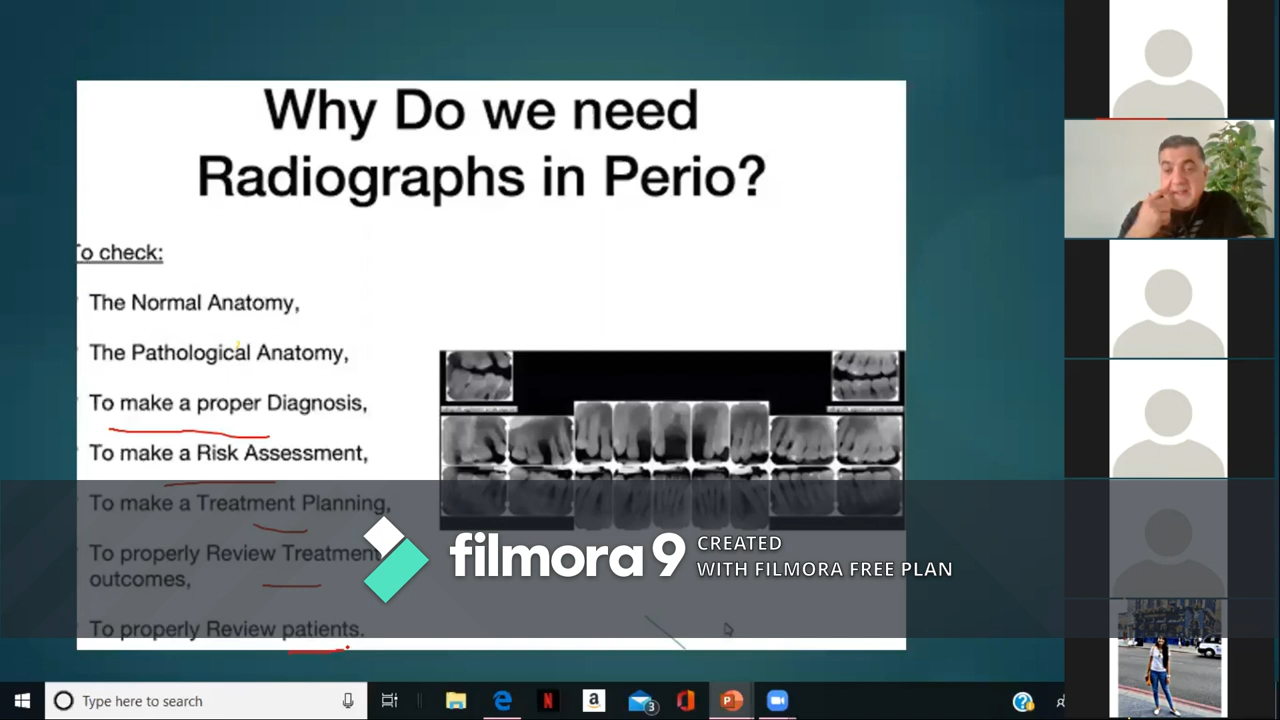 Why Do we need
Radiographs in Perio?
To check:
The Normal Anatomy,
The Pathological Anatomy,
To make a proper Diagnosis,
To make a Risk Assessment,
To make a Treatment Planning,
To properly Review Treatment
outcomes,
To properly Review patients.
filmora 9
CREATED
WITH FILMORA FREE PLAN
Type here to search
3